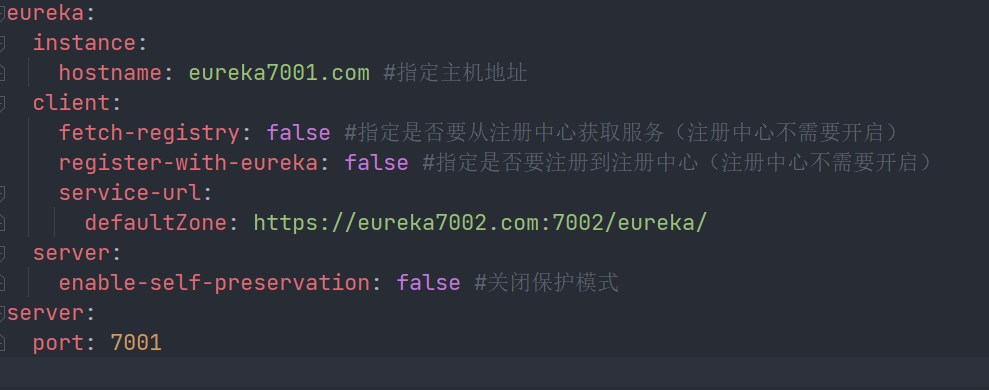 eureka:
  instance:
    hostname: eureka7001.com #指定主机地址
  client:
    fetch-registry: false #指定是否要从注册中心获取服务（注册中心不需要开启）
    register-with-eureka: false #指定是否要注册到注册中心（注册中心不需要开启）
    service-url:
      defaultZone: https://eureka7002.com:7002/eureka/
  server:
    enable-self-preservation: false #关闭保护模式
server:
  port: 7001